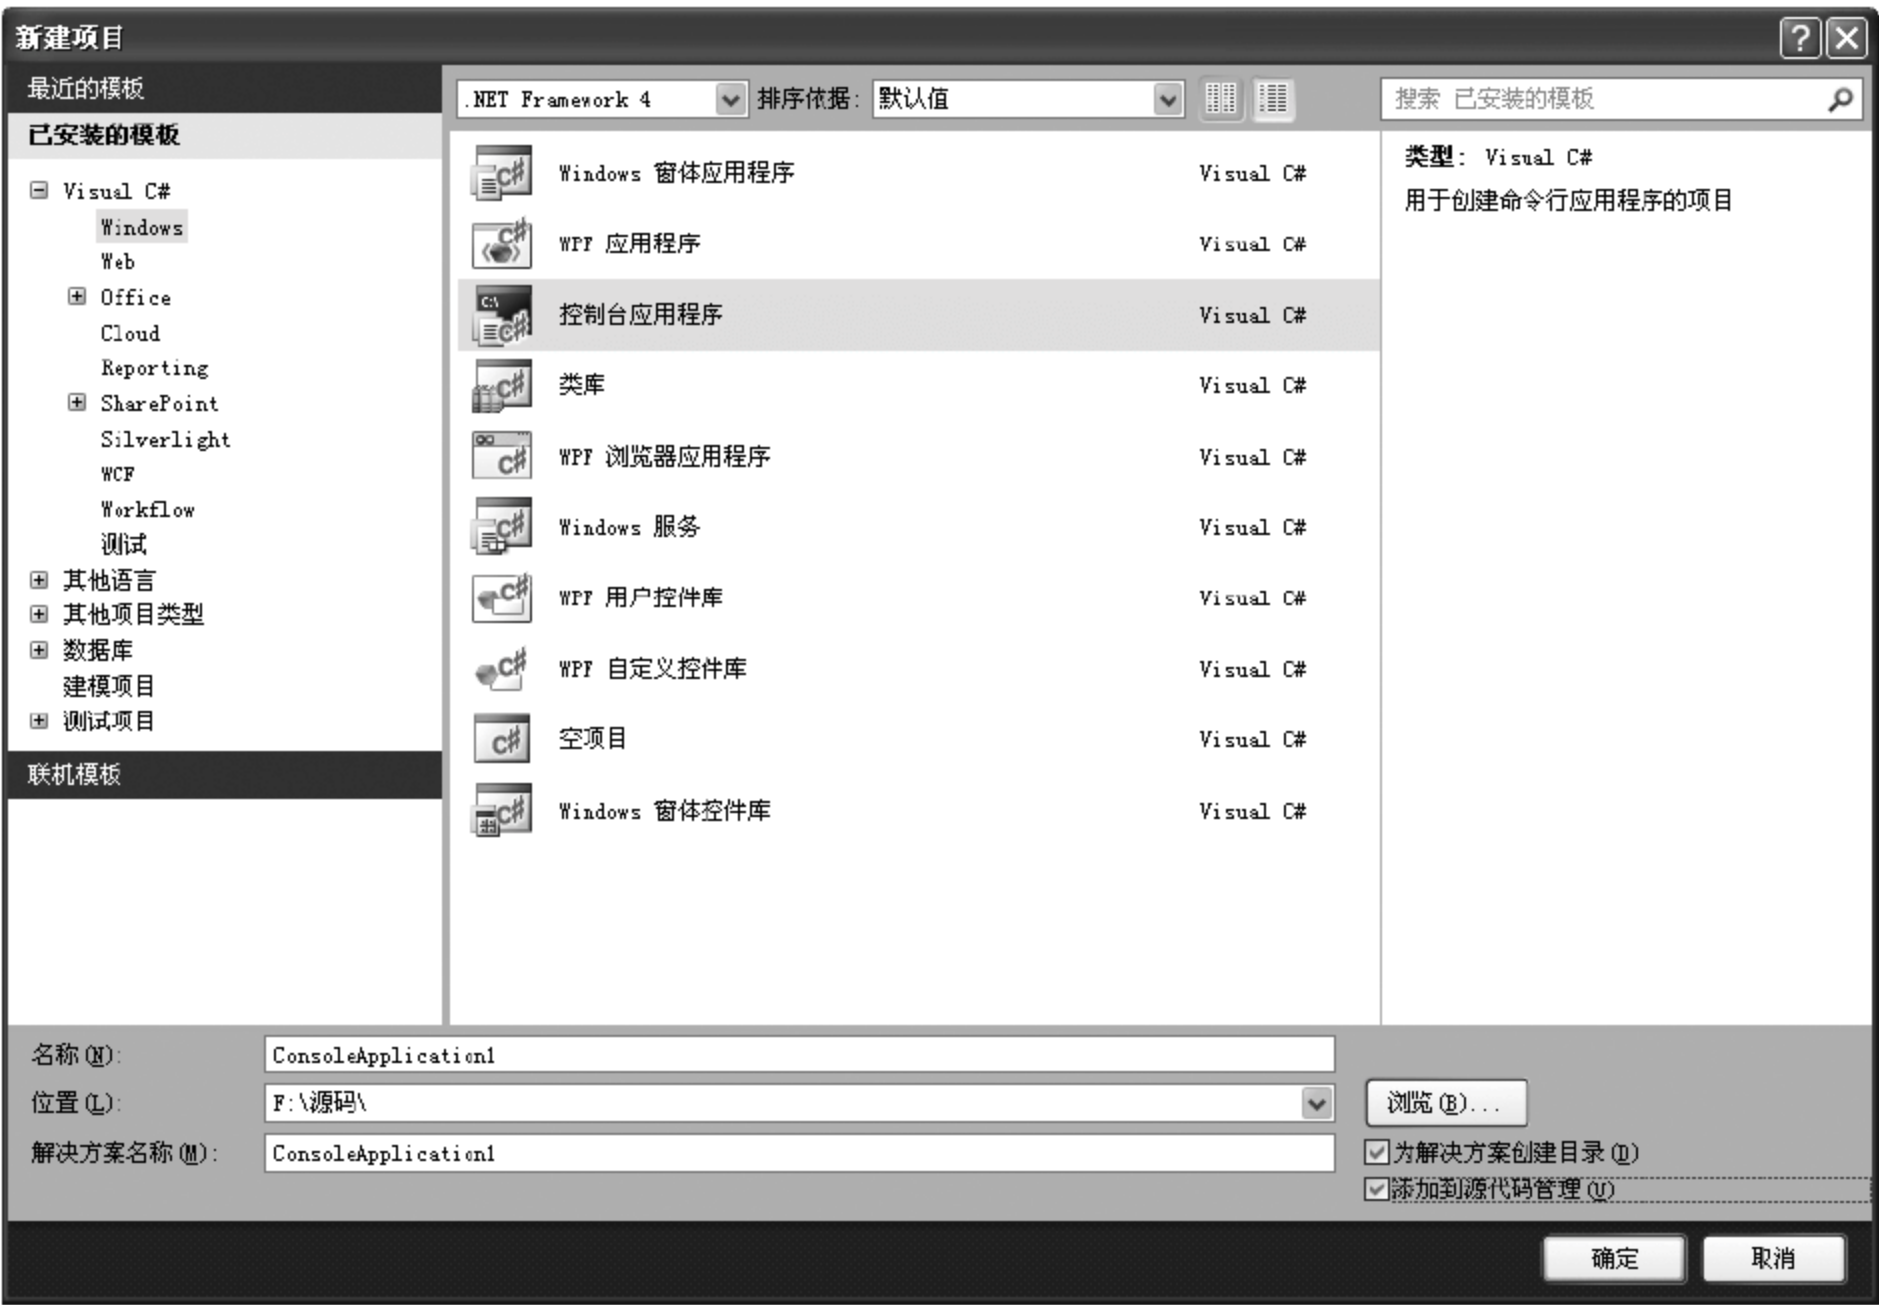 新建项目
最近的模板
.NET Framework 4
排序依据:
默认值
搜索 已安装的模板
已安装的模板
Visual C#
Windows
Web
Office
Cloud
Reporting
SharePoint
Silverlight
WCF
Workflow
测试
其他语言
其他项目类型
数据库
建模项目
测试项目
联机模板
Windows 窗体应用程序 Visual C#
WPF 应用程序 Visual C#
控制台应用程序 Visual C#
类库 Visual C#
WPF 浏览器应用程序 Visual C#
Windows 服务 Visual C#
WPF 用户控件库 Visual C#
WPF 自定义控件库 Visual C#
空项目 Visual C#
Windows 窗体控件库 Visual C#
类型: Visual C#
用于创建命令行应用程序的项目
名称(N): ConsoleApplication1
位置(L): F:\源码\
浏览(B)...
解决方案名称(M): ConsoleApplication1
为解决方案创建目录(D)
添加到源代码管理(U)
确定
取消